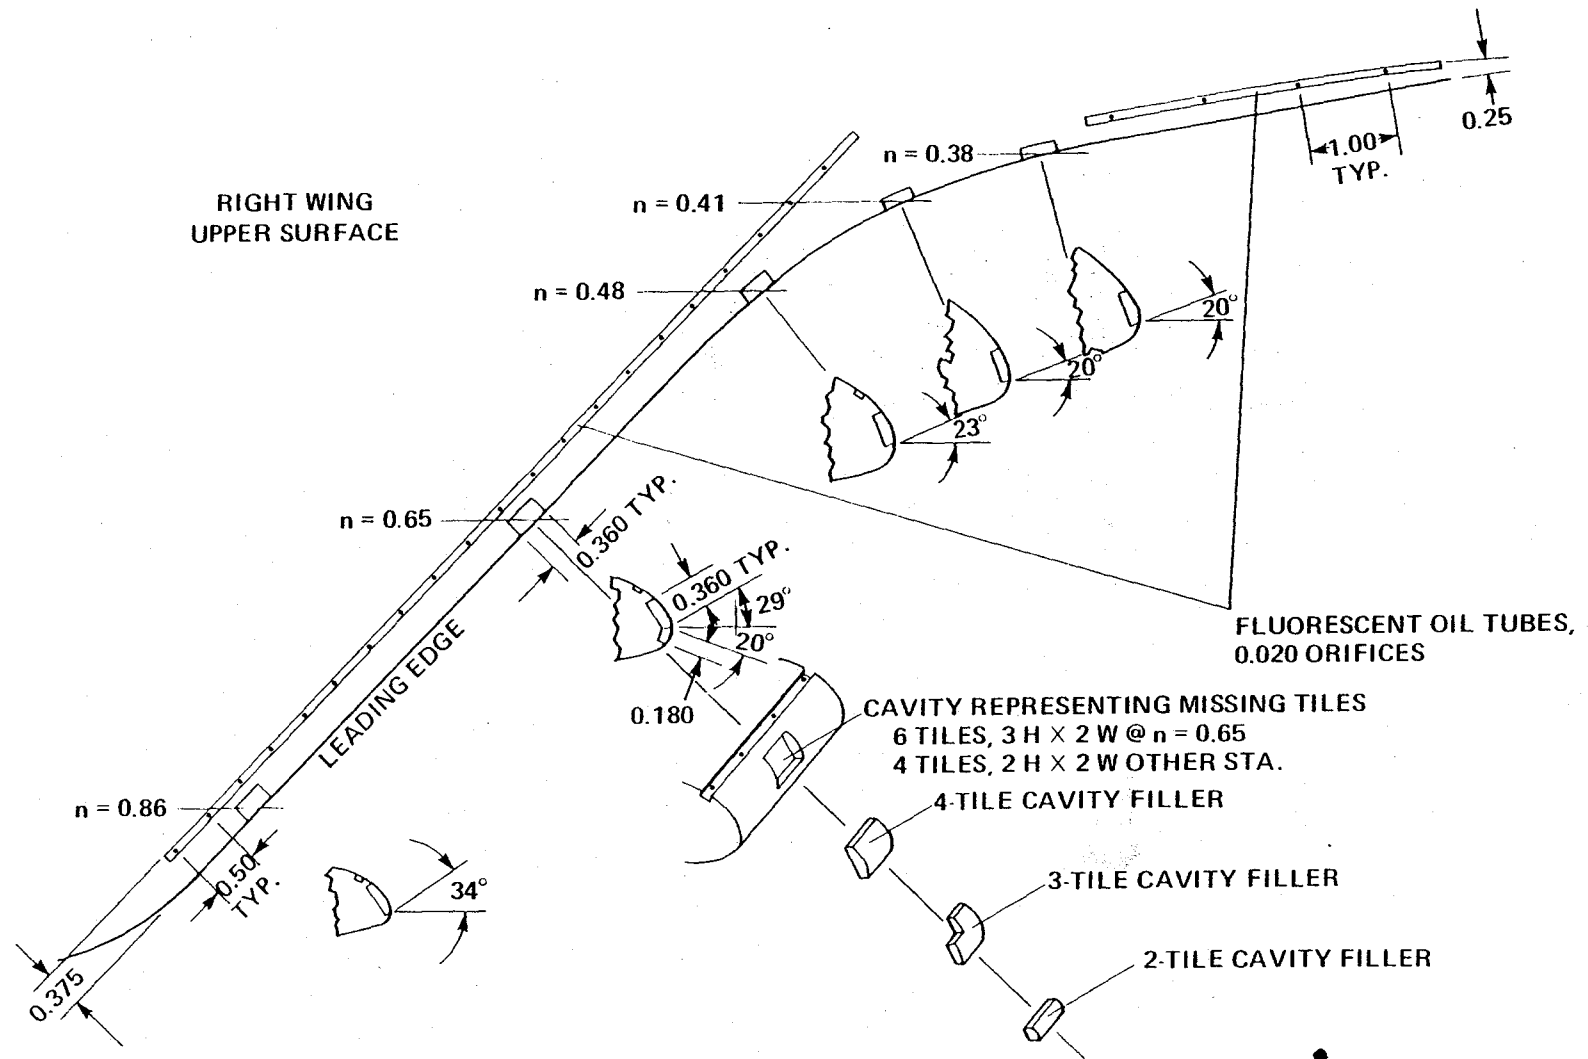 RIGHT WING
UPPER SURFACE
n = 0.38
n = 0.41
n = 0.48
n = 0.65
n = 0.86
0.25
1.00
TYP.
20°
20°
23°
0.360 TYP.
0.360 TYP.
29°
20°
0.180
LEADING EDGE
FLUORESCENT OIL TUBES,
0.020 ORIFICES
CAVITY REPRESENTING MISSING TILES
6 TILES, 3 H X 2 W @ n = 0.65
4 TILES, 2 H X 2 W OTHER STA.
4-TILE CAVITY FILLER
3-TILE CAVITY FILLER
2-TILE CAVITY FILLER
0.50
TYP.
34°
0.375